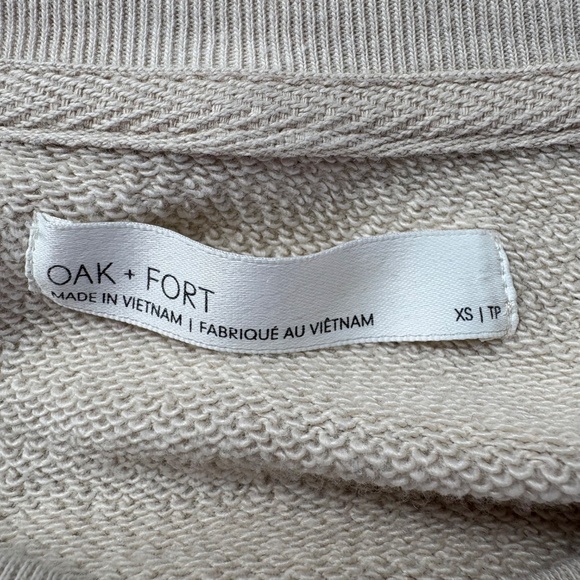 OAK + FORT
MADE IN VIETNAM | FABRIQUÉ AU VIÊTNAM
XS | TP